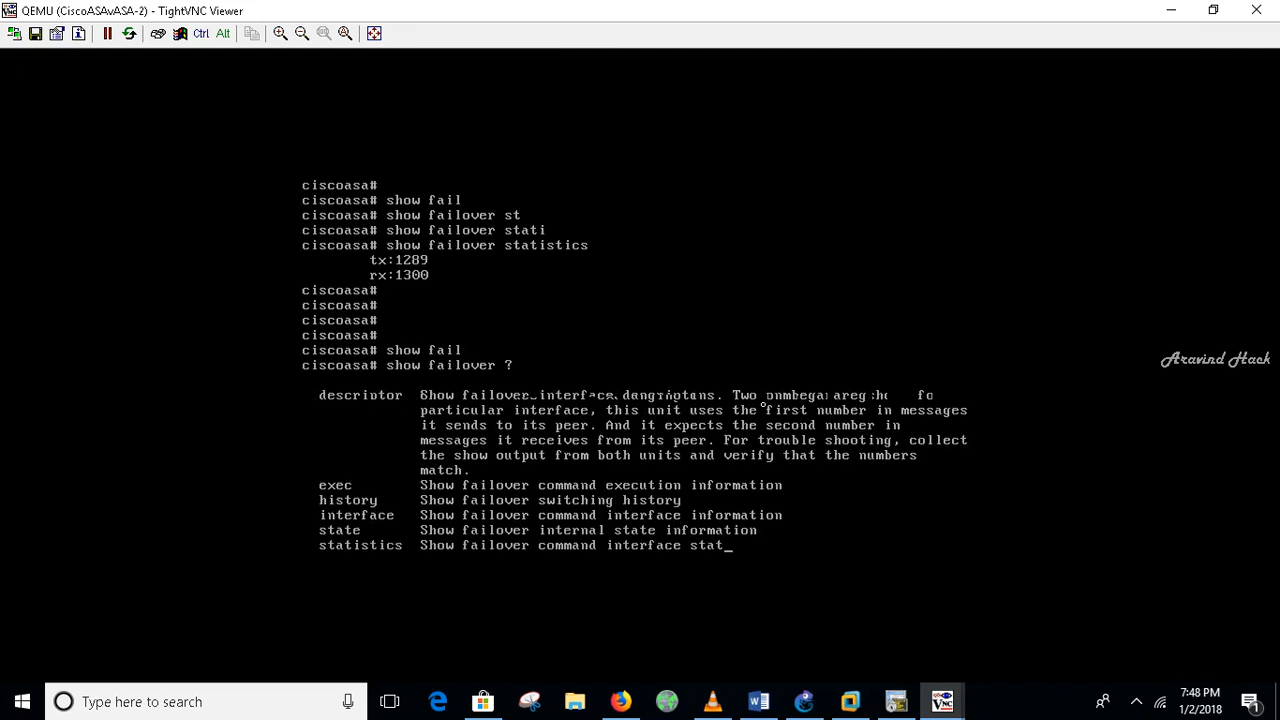 QEMU (CiscoASAvASA-2) - TightVNC Viewer
Ctrl Alt
ciscoasa#
ciscoasa# show fail
ciscoasa# show failover st
ciscoasa# show failover stati
ciscoasa# show failover statistics
tx:1289
rx:1300
ciscoasa#
ciscoasa#
ciscoasa#
ciscoasa#
ciscoasa# show fail
ciscoasa# show failover ?
Aravind Hack
descriptor Show failover interface Two
particular interface, this unit uses the first number in messages
it sends to its peer. And it expects the second number in
messages it receives from its peer. For trouble shooting, collect
the show output from both units and verify that the numbers
match.
exec Show failover command execution information
history Show failover switching history
interface Show failover command interface information
state Show failover internal state information
statistics Show failover command interface stat_
Type here to search
7:48 PM
1/2/2018
1